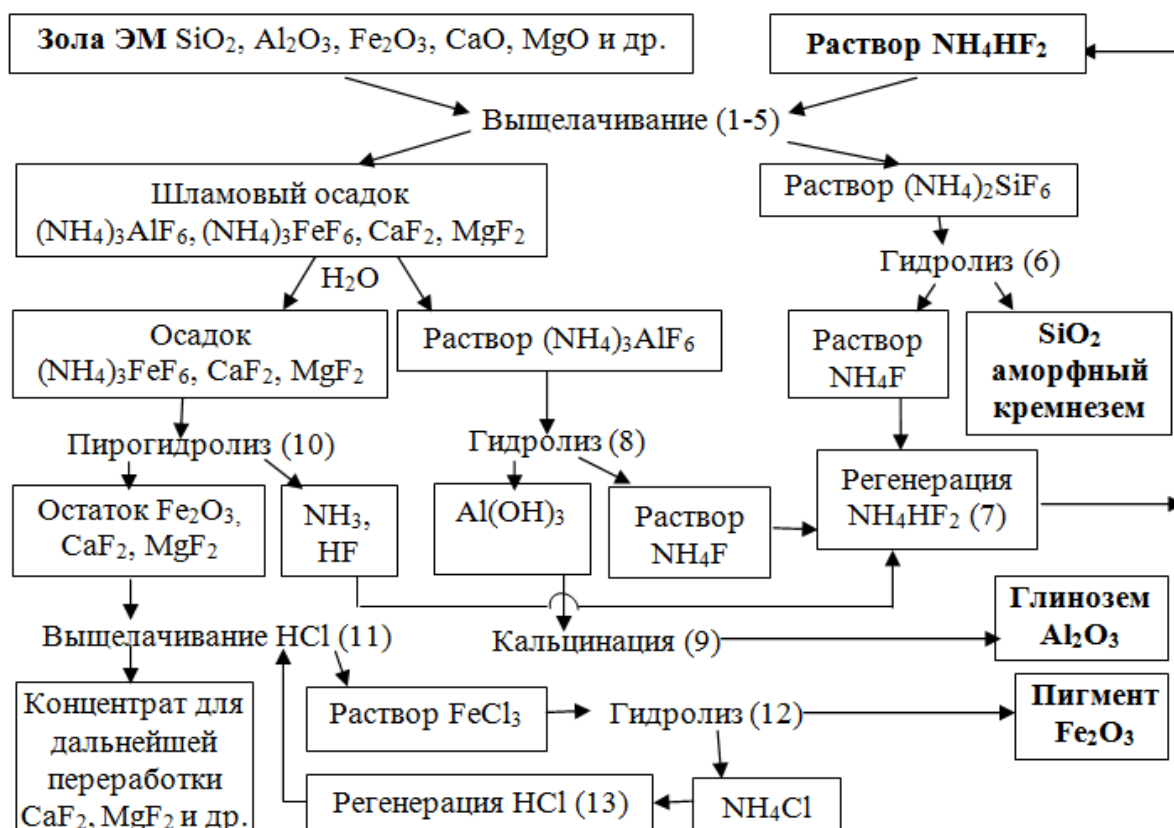 Зола ЭМ SiO₂, Al₂O₃, Fe₂O₃, CaO, MgO и др.
Раствор NH₄HF₂
Выщелачивание (1-5)
Шламовый осадок
(NH₄)₃AlF₆, (NH₄)₃FeF₆, CaF₂, MgF₂
Раствор (NH₄)₂SiF₆
H₂O
Гидролиз (6)
Осадок
(NH₄)₃FeF₆, CaF₂, MgF₂
Раствор (NH₄)₃AlF₆
Раствор
NH₄F
SiO₂
аморфный
кремнезем
Пирогидролиз (10)
Гидролиз (8)
Остаток Fe₂O₃,
CaF₂, MgF₂
NH₃,
HF
Al(OH)₃
Раствор
NH₄F
Регенерация
NH₄HF₂ (7)
Выщелачивание HCl (11)
Кальцинация (9)
Глинозем
Al₂O₃
Концентрат для
дальнейшей
переработки
CaF₂, MgF₂ и др.
Раствор FeCl₃
Гидролиз (12)
Пигмент
Fe₂O₃
Регенерация HCl (13)
NH₄Cl